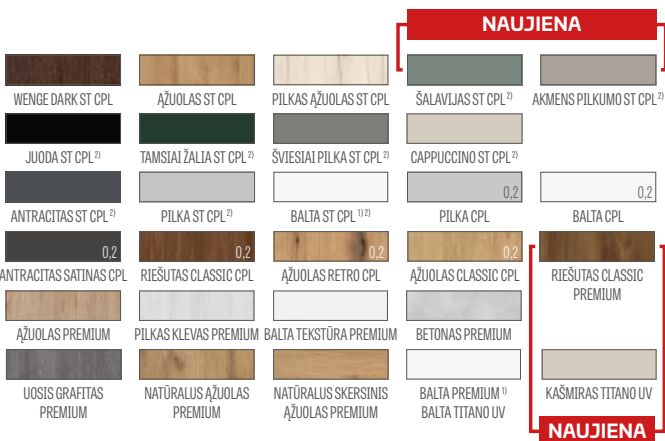 NAUJIENA
WENGE DARK ST CPL
ĄŽUOLAS ST CPL
PILKAS ĄŽUOLAS ST CPL
ŠALAVIJAS ST CPL 2)
AKMENS PILKUMO ST CPL 2)
JUODA ST CPL 2)
TAMSIAI ŽALIA ST CPL 2)
ŠVIESIAI PILKA ST CPL 2)
CAPPUCCINO ST CPL 2)
0,2
0,2
ANTRACITAS ST CPL 2)
PILKA ST CPL 2)
BALTA ST CPL 1) 2)
PILKA CPL
BALTA CPL
0,2
0,2
0,2
0,2
ANTRACITAS SATINAS CPL
RIEŠUTAS CLASSIC CPL
ĄŽUOLAS RETRO CPL
ĄŽUOLAS CLASSIC CPL
RIEŠUTAS CLASSIC
PREMIUM
ĄŽUOLAS PREMIUM
PILKAS KLEVAS PREMIUM
BALTA TEKSTŪRA PREMIUM
BETONAS PREMIUM
UOSIS GRAFITAS
PREMIUM
NATŪRALUS ĄŽUOLAS
PREMIUM
NATŪRALUS SKERSINIS
ĄŽUOLAS PREMIUM
BALTA PREMIUM 1)
BALTA TITANO UV
KAŠMIRAS TITANO UV
NAUJIENA